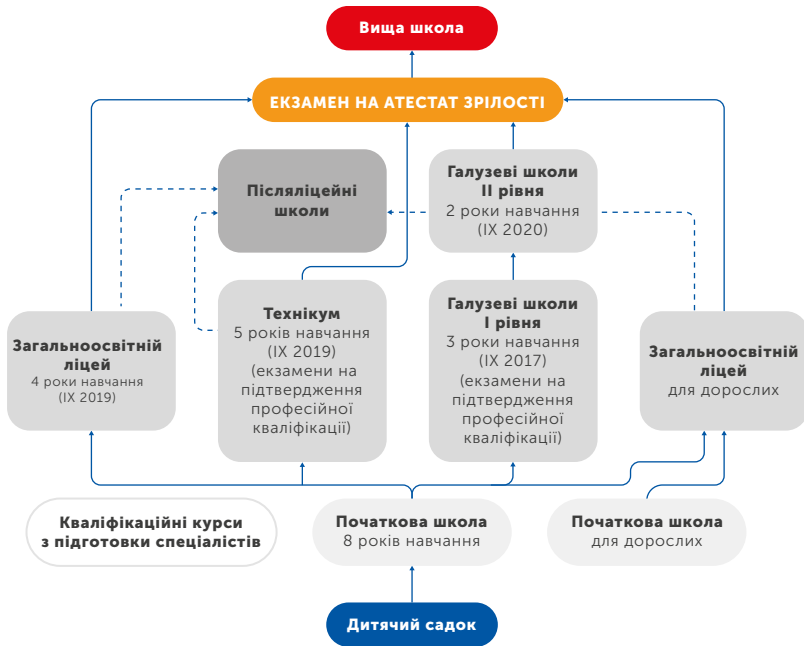 Вища школа
ЕКЗАМЕН НА АТЕСТАТ ЗРІЛОСТІ
Післяліцейні
школи
Галузеві школи
II рівня
2 роки навчання
(IX 2020)
Загальноосвітній
ліцей
4 роки навчання
(IX 2019)
Технікум
5 років навчання
(IX 2019)
(екзамени на
підтвердження
професійної
кваліфікації)
Галузеві школи
I рівня
3 роки навчання
(IX 2017)
(екзамени на
підтвердження
професійної
кваліфікації)
Загальноосвітній
ліцей
для дорослих
Кваліфікаційні курси
з підготовки спеціалістів
Початкова школа
8 років навчання
Початкова школа
для дорослих
Дитячий садок